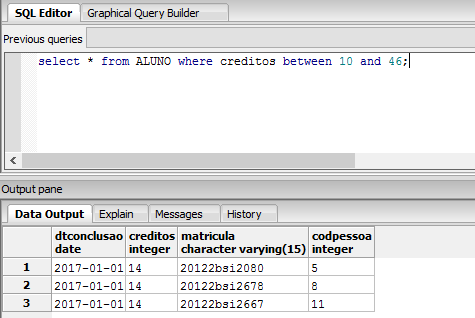 SQL Editor Graphical Query Builder
Previous queries
select * from ALUNO where creditos between 10 and 46;
Output pane
Data Output Explain Messages History
dtconclusao creditos matricula codpessoa
date integer character varying(15) integer
1 2017-01-01 14 20122bsi2080 5
2 2017-01-01 14 20122bsi2678 8
3 2017-01-01 14 20122bsi2667 11